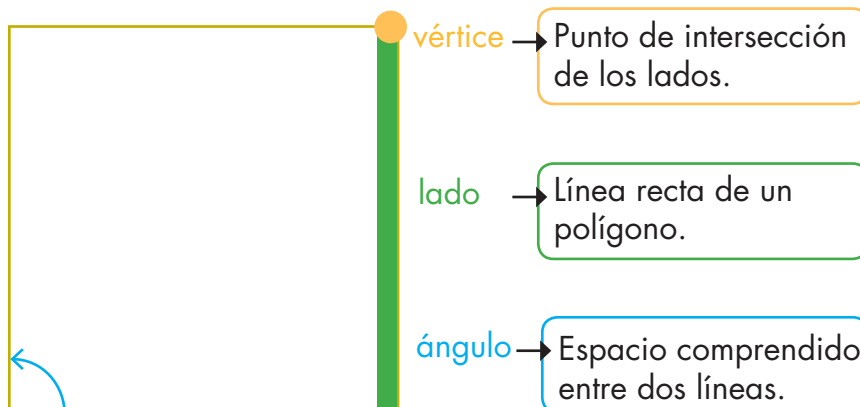 vértice
Punto de intersección
de los lados.
lado
Línea recta de un
polígono.
ángulo
Espacio comprendido
entre dos líneas.